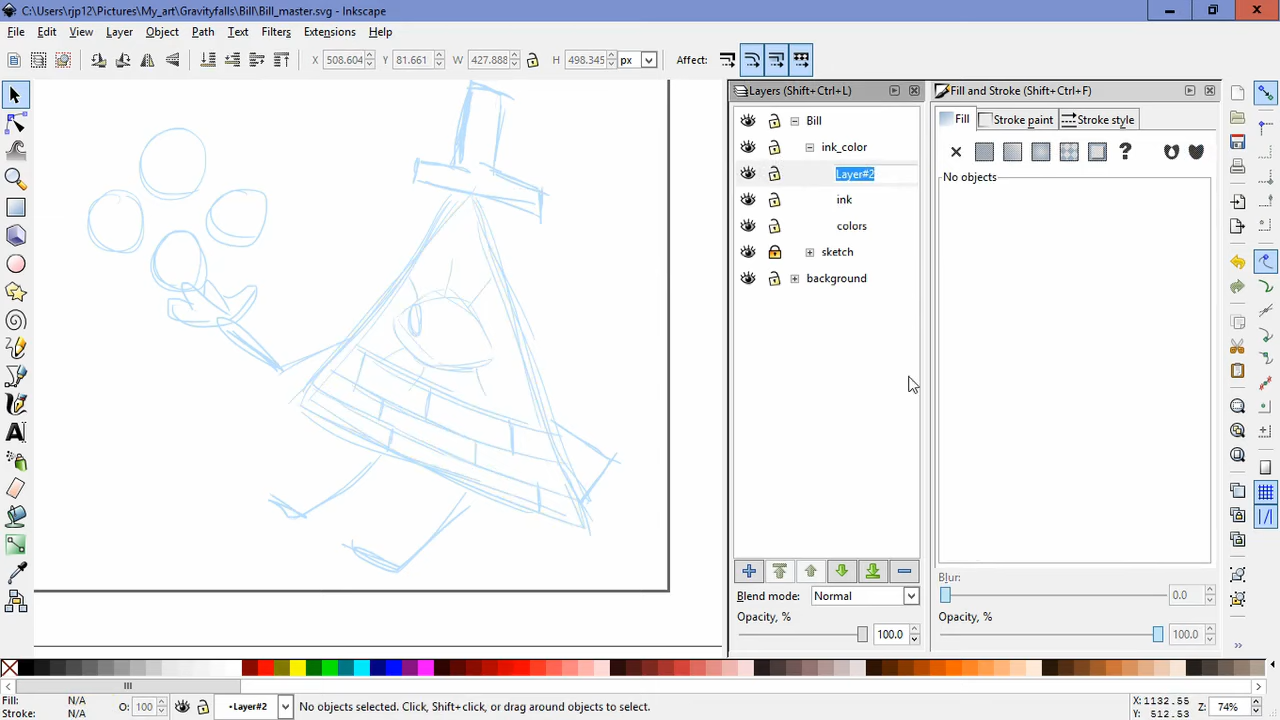 C:\Users\rjp12\Pictures\My_art\Gravityfalls\Bill\Bill_master.svg - Inkscape
File Edit View Layer Object Path Filters Text Extensions Help
X 508.604 Y 81.661 W 427.888 H 498.345 px Affect:
Layers (Shift+Ctrl+L)
Fill and Stroke (Shift+Ctrl+F)
Bill
ink_color
Layer#2
ink
colors
sketch
background
Fill Stroke paint Stroke style
No objects
Blend mode: Normal
Opacity, % 100.0
Blur: 0.0
Opacity, % 100.0
Fill: N/A
Stroke: N/A
O: 100
•Layer#2
No objects selected. Click, Shift+click, or drag around objects to select.
X: 1132.55
Y: 512.53
Z: 74%